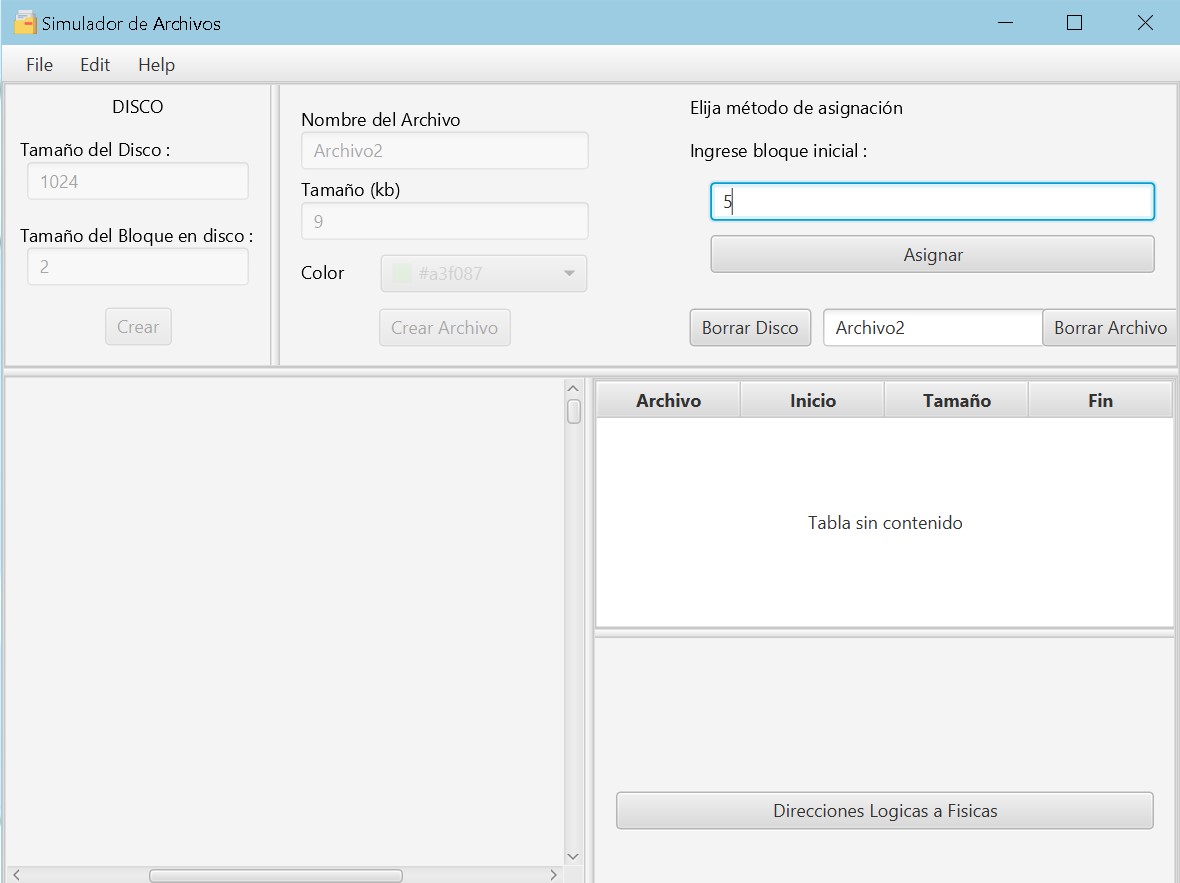 Simulador de Archivos
File Edit Help
DISCO
Tamaño del Disco :
1024
Tamaño del Bloque en disco :
2
Crear
Nombre del Archivo
Archivo2
Tamaño (kb)
9
Color #a3f087
Crear Archivo
Elija método de asignación
Ingrese bloque inicial :
5
Asignar
Borrar Disco Archivo2 Borrar Archivo
Archivo Inicio Tamaño Fin
Tabla sin contenido
Direcciones Logicas a Fisicas